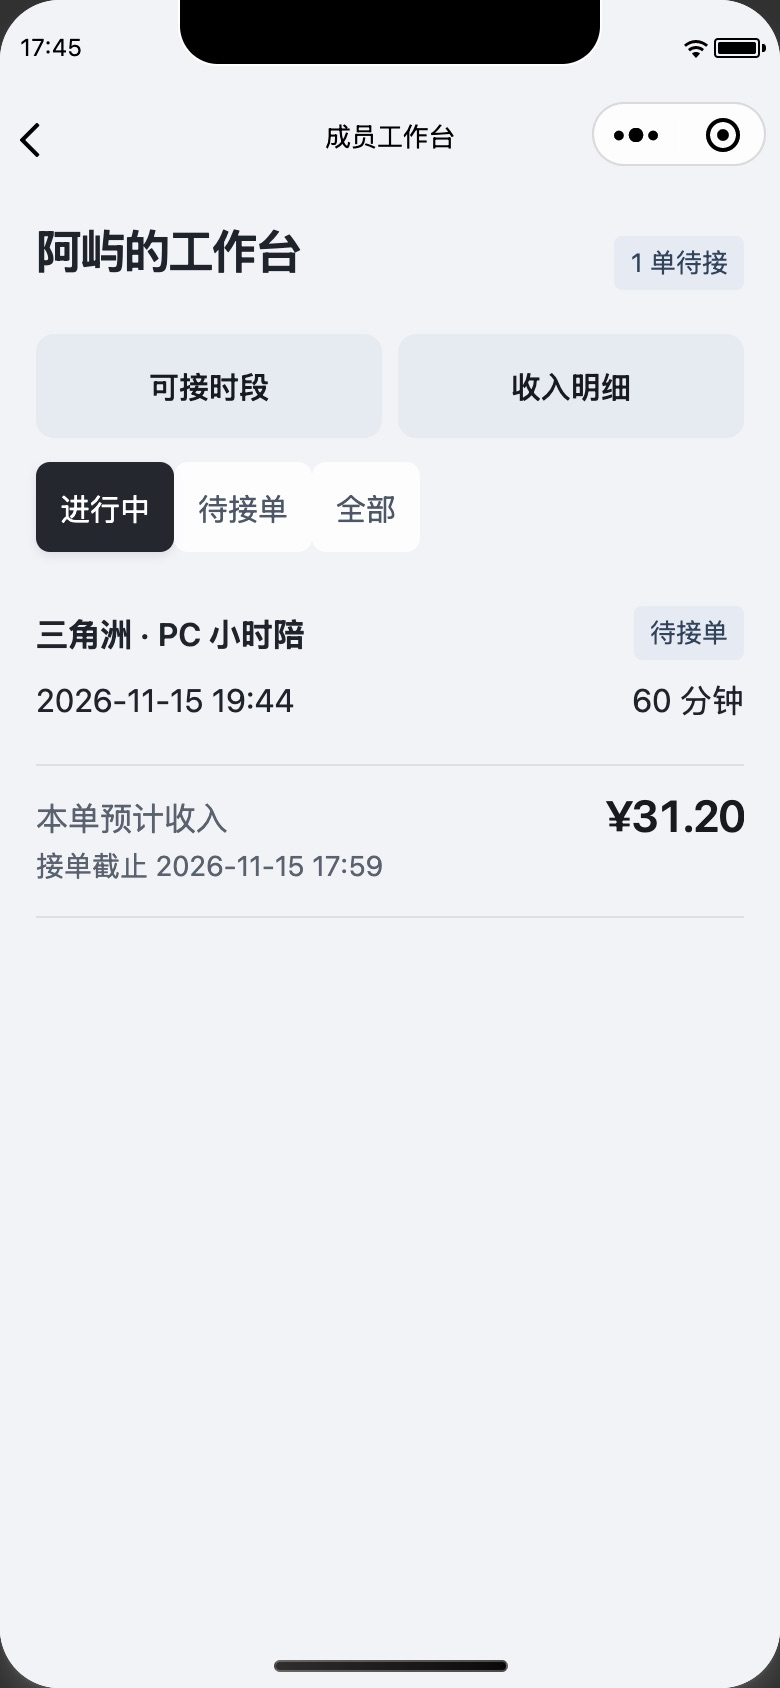 17:45
成员工作台
阿屿的工作台
1 单待接
可接时段
收入明细
进行中
待接单
全部
三角洲 · PC 小时陪
待接单
2026-11-15 19:44
60 分钟
本单预计收入
¥31.20
接单截止 2026-11-15 17:59